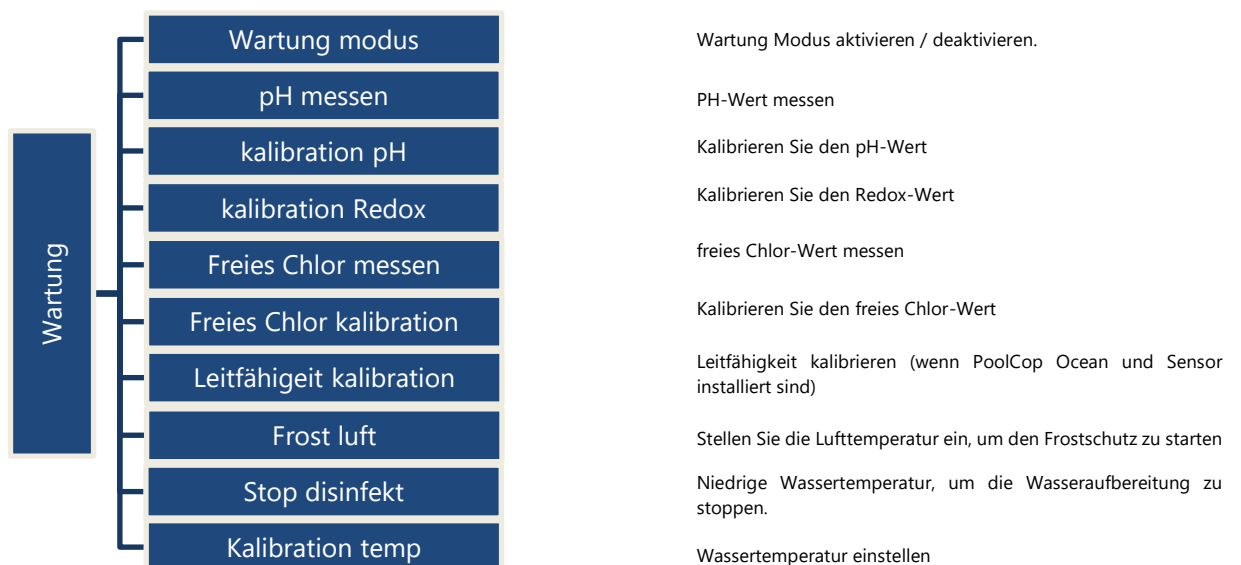 Wartung
Wartung modus
Wartung Modus aktivieren / deaktivieren.
pH messen
PH-Wert messen
kalibration pH
Kalibrieren Sie den pH-Wert
kalibration Redox
Kalibrieren Sie den Redox-Wert
Freies Chlor messen
freies Chlor-Wert messen
Freies Chlor kalibration
Kalibrieren Sie den freies Chlor-Wert
Leitfähigeit kalibration
Leitfähigkeit kalibrieren (wenn PoolCop Ocean und Sensor
installiert sind)
Frost luft
Stellen Sie die Lufttemperatur ein, um den Frostschutz zu starten
Stop disinfekt
Niedrige Wassertemperatur, um die Wasseraufbereitung zu
stoppen.
Kalibration temp
Wassertemperatur einstellen